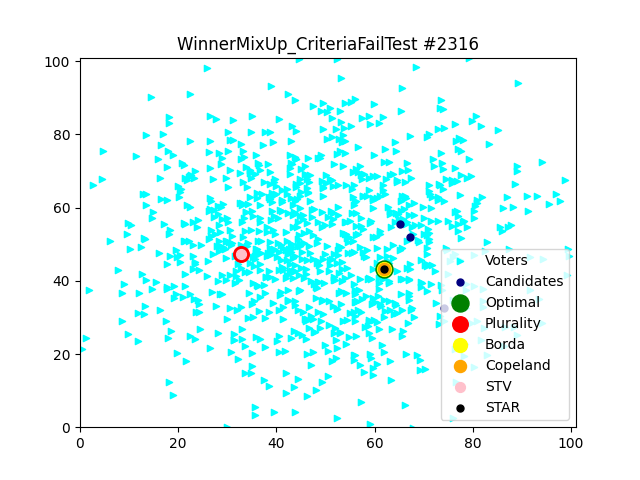 WinnerMixUp_CriteriaFailTest #2316
100
80
60
40
20
0
0 20 40 60 80 100
Voters
Candidates
Optimal
Plurality
Borda
Copeland
STV
STAR